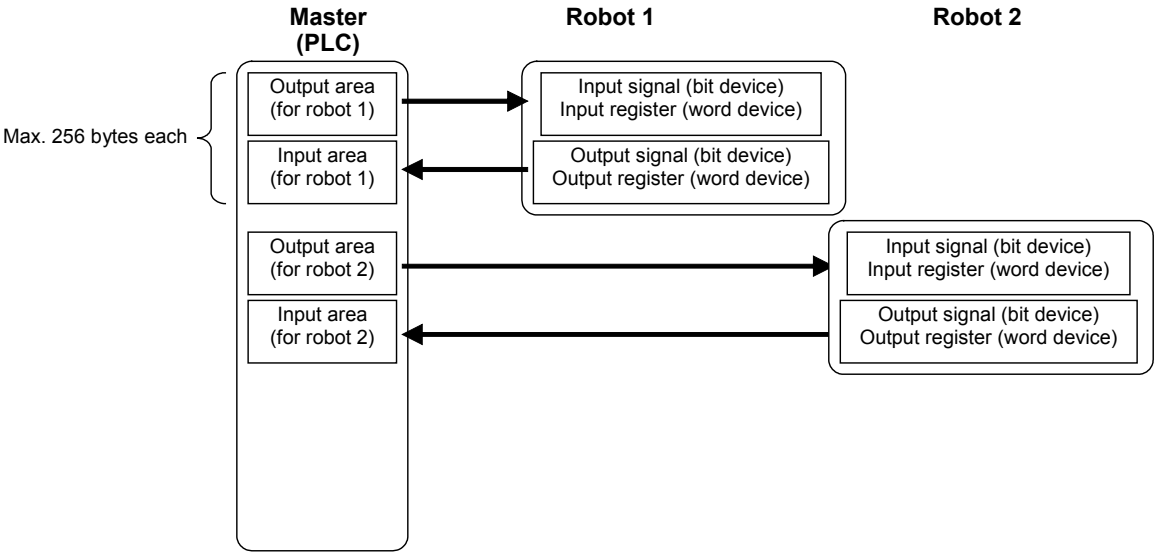 Master
(PLC)
Robot 1
Robot 2
Max. 256 bytes each
Output area
(for robot 1)
Input signal (bit device)
Input register (word device)
Input area
(for robot 1)
Output signal (bit device)
Output register (word device)
Output area
(for robot 2)
Input signal (bit device)
Input register (word device)
Input area
(for robot 2)
Output signal (bit device)
Output register (word device)